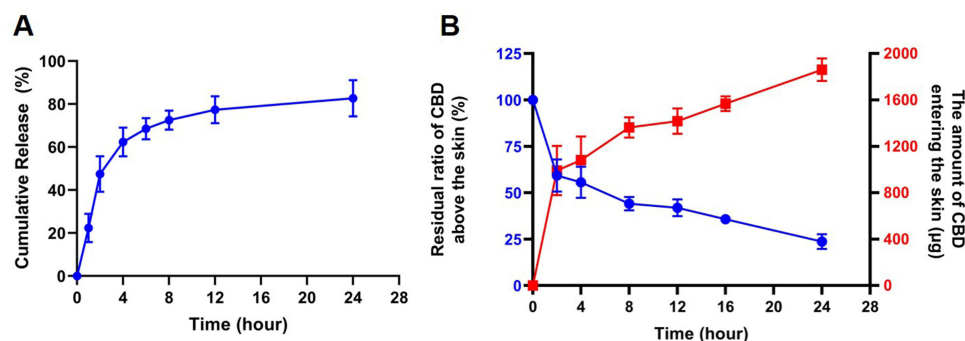 A
Cumulative Release (%)
100
80
60
40
20
0
0 4 8 12 16 20 24 28
Time (hour)
B
Residual ratio of CBD
above the skin (%)
125
100
75
50
25
0
0 4 8 12 16 20 24 28
Time (hour)
2000
1600
1200
800
400
0
The amount of CBD
entering the skin (μg)